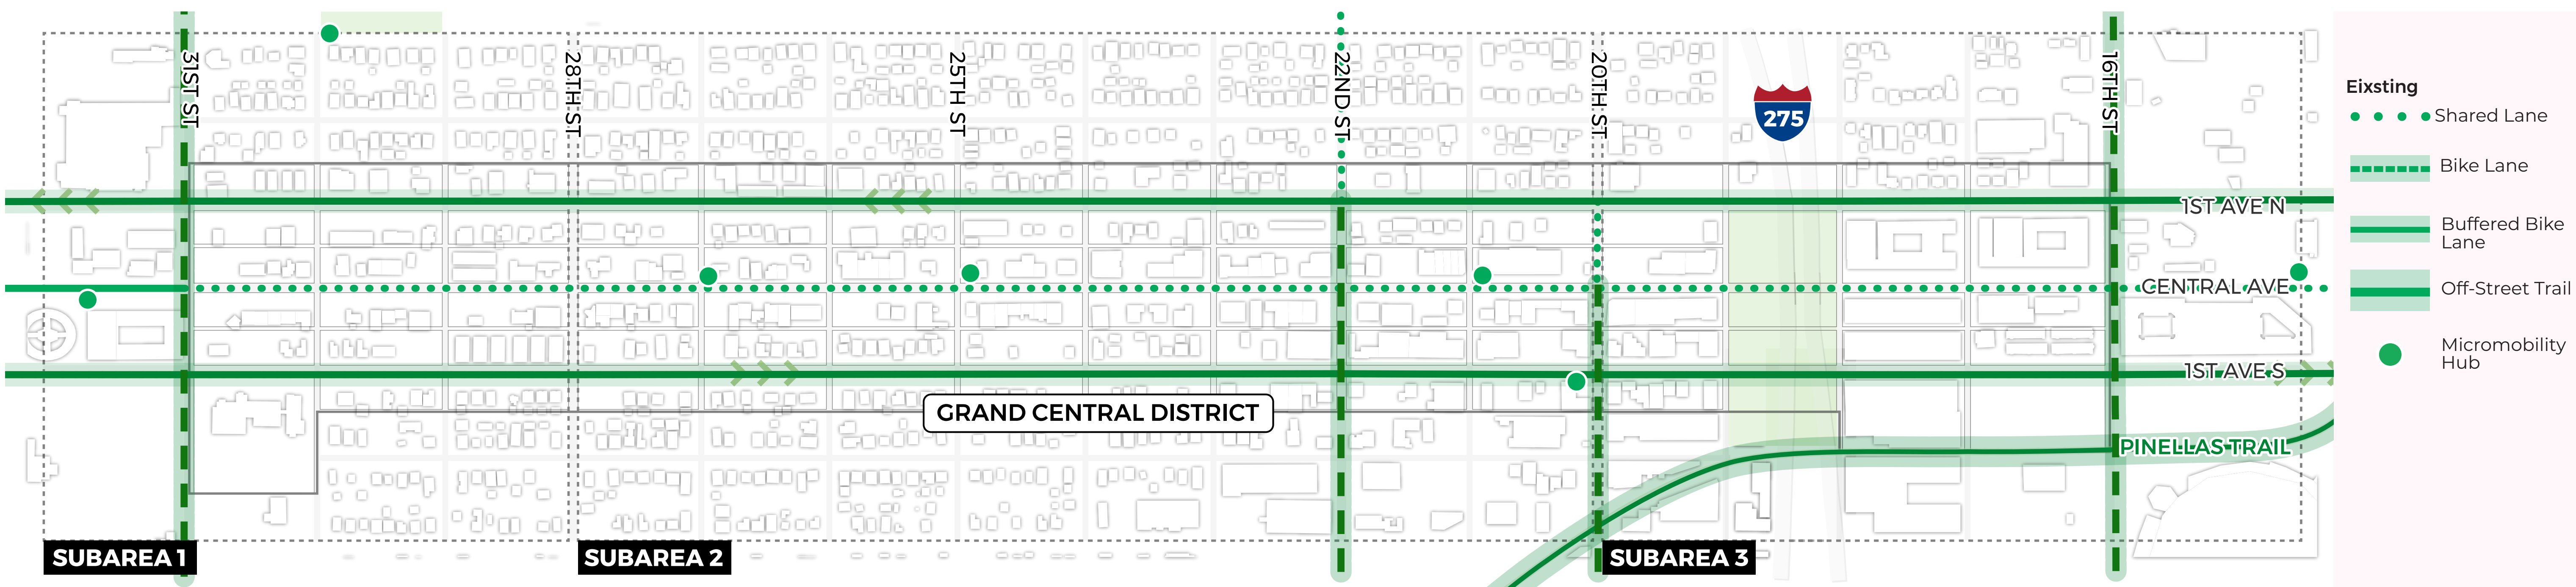 31ST ST
28TH ST
25TH ST
22ND ST
20TH ST
275
16TH ST
1ST AVE N
CENTRAL AVE
1ST AVE S
GRAND CENTRAL DISTRICT
PINELLAS TRAIL
SUBAREA 1
SUBAREA 2
SUBAREA 3
Eixsting
Shared Lane
Bike Lane
Buffered Bike
Lane
Off-Street Trail
Micromobility
Hub